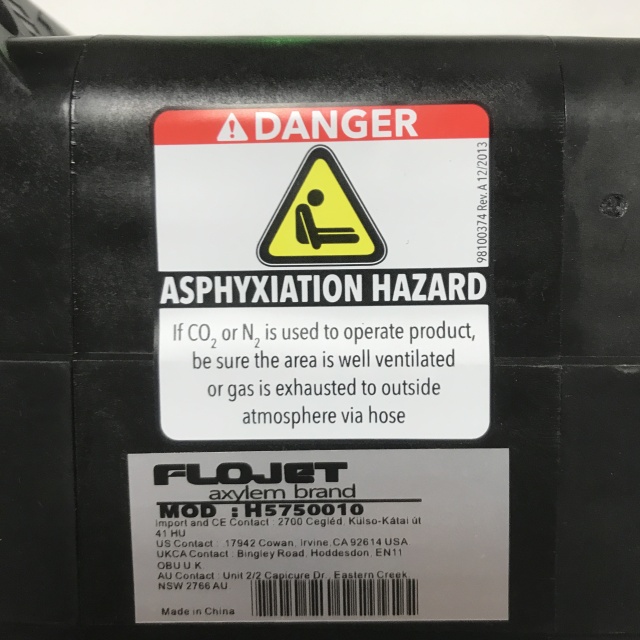 DANGER
98100374 Rev. A 12/2013
ASPHYXIATION HAZARD
If CO2 or N2 is used to operate product,
be sure the area is well ventilated
or gas is exhausted to outside
atmosphere via hose
FLOJET
axylem brand
MOD : H5750010
import and CE Contact : 2700 Cegléd. Külso-Kátai út
41 HU
US Contact : 17942 Cowan, Irvine,CA 92614 USA
UKCA Contact : Bingley Road, Hoddesdon, EN11
OBU U.K
AU Contact : Unit 2/2 Capicure Dr., Eastern Creek
NSW 2766 AU
Made in China